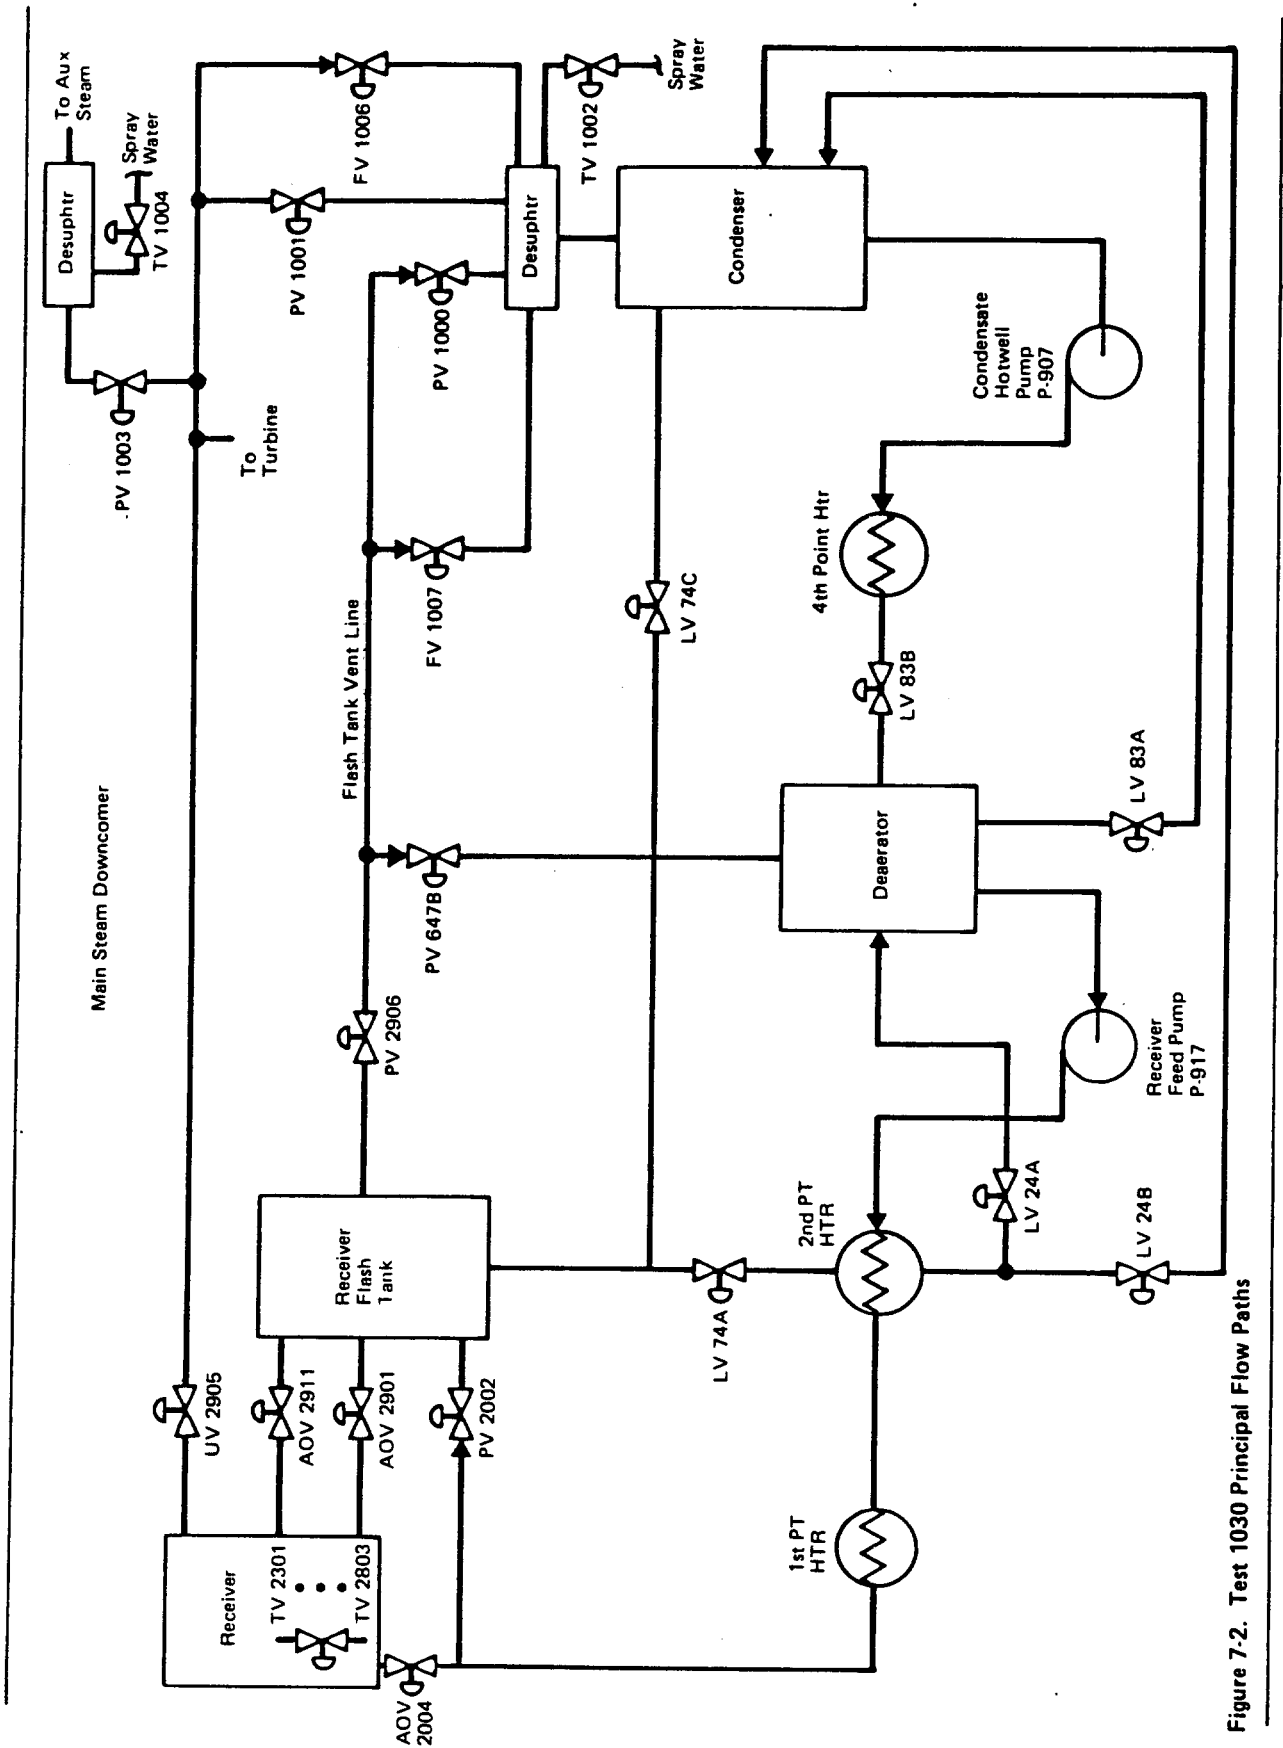 Main Steam Downcomer
To Aux
Steam
Desuphtr
Spray
Water
TV 1004
PV 1003
To
Turbine
FV 1006
PV 1001
PV 1000
Desuphtr
TV 1002
Spray
Water
UV 2905
AOV 2911
AOV 2901
PV 2002
Receiver
TV 2301
TV 2803
AOV
2004
Receiver
Flash
Tank
PV 2906
Flash Tank Vent Line
PV 647B
FV 1007
LV 74C
Condenser
Condensate
Hotwell
Pump
P-907
4th Point Htr
LV 83B
Deaerator
LV 83A
Receiver
Feed Pump
P-917
LV 74A
2nd PT
HTR
LV 24A
LV 24B
1st PT
HTR
Figure 7-2. Test 1030 Principal Flow Paths